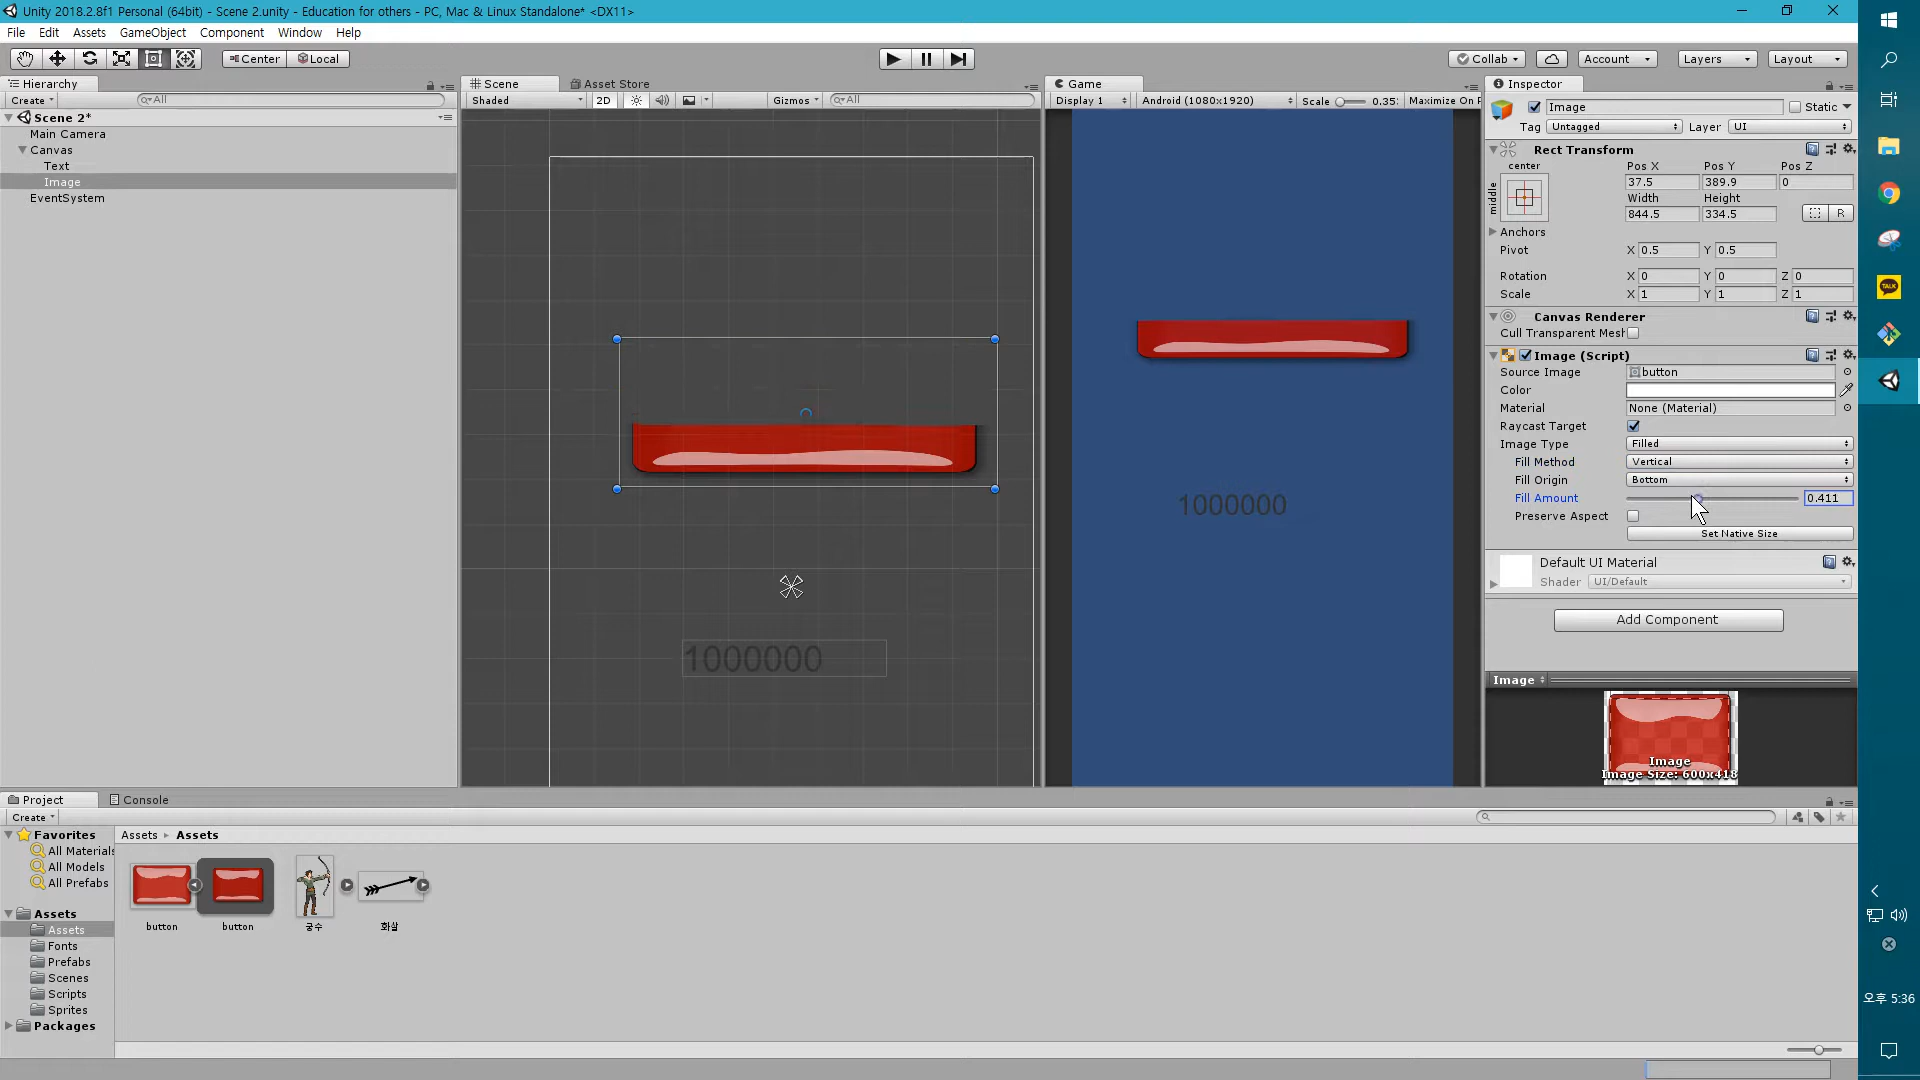 Unity 2018.2.8f1 Personal (64bit) - Scene 2.unity - Education for others - PC, Mac & Linux Standalone* <DX11>
File Edit Assets GameObject Component Window Help
Center Local Collab Account Layers Layout
Hierarchy
Create All
Scene 2*
Main Camera
Canvas
Text
Image
EventSystem
Scene Asset Store
Shaded 2D Gizmos All
1000000
Game
Display 1 Android (1080x1920) Scale 0.35 Maximize On P
1000000
Inspector
Image Static
Tag Untagged Layer UI
Rect Transform
center
middle
Pos X Pos Y Pos Z
37.5 389.9 0
Width Height
844.5 334.5 R
Anchors
Pivot X 0.5 Y 0.5
Rotation X 0 Y 0 Z 0
Scale X 1 Y 1 Z 1
Canvas Renderer
Cull Transparent Mesh
Image (Script)
Source Image button
Color
Material None (Material)
Raycast Target
Image Type Filled
Fill Method Vertical
Fill Origin Bottom
Fill Amount 0.411
Preserve Aspect
Set Native Size
Default UI Material
Shader UI/Default
Add Component
Image
Image
Image Size: 600x418
Project Console
Create
Favorites
All Materials
All Models
All Prefabs
Assets
Assets
Fonts
Prefabs
Scenes
Scripts
Sprites
Packages
Assets Assets
button button 궁수 화살
TALK
오후 5:36